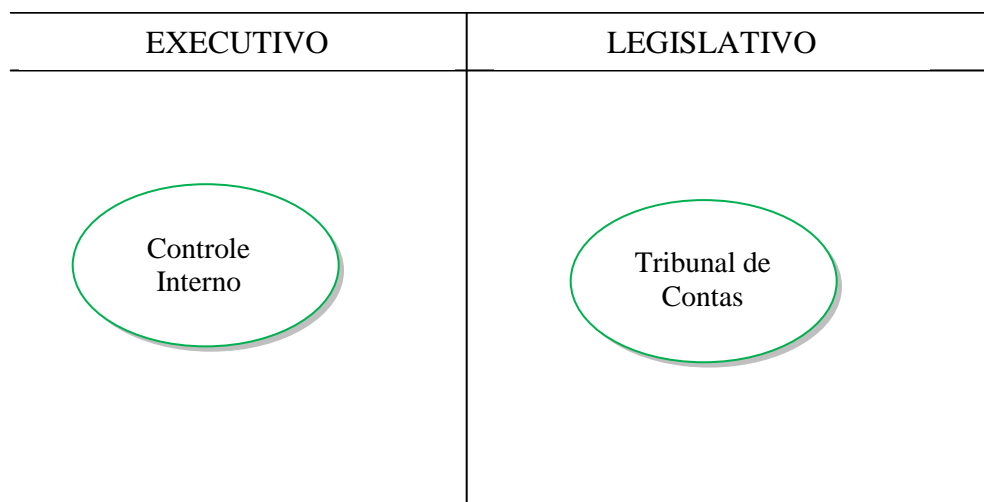 EXECUTIVO
LEGISLATIVO
Controle
Interno
Tribunal de
Contas